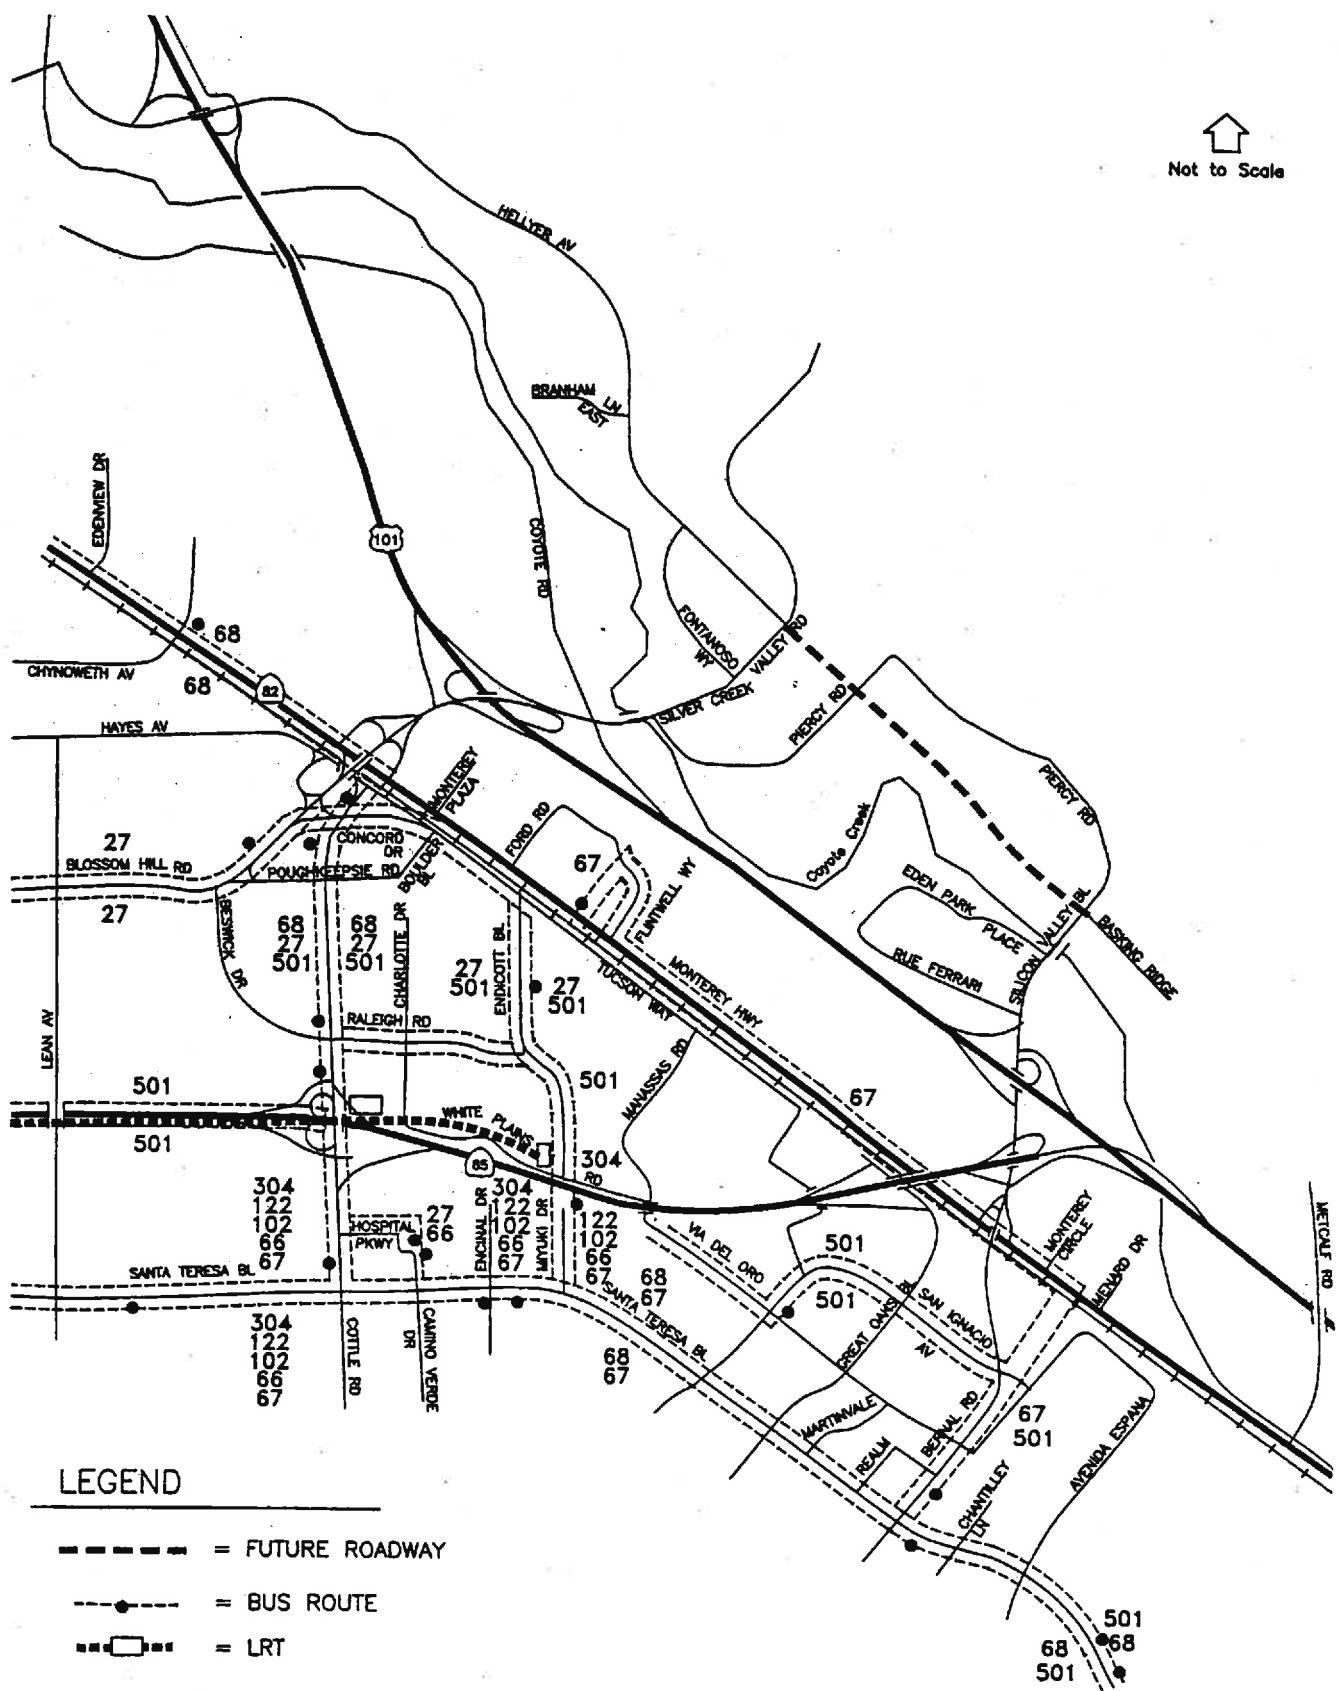 Not to Scale
HELLYER AV
BRANHAM LN
EAST
EDENVIEW DR
101
COYOTE RD
68
FONTANOSO
WY
SILVER CREEK VALLEY RD
CHYNOWETH AV
68
82
PIERCY RD
HAYES AV
MONTEREY
PLAZA
PIERCY RD
FORD RD
Coyote Creek
27
BLOSSOM HILL RD
CONCORD
DR
POUGHKEEPSIE RD
BOULDER
BL
67
FLINTWELL WY
EDEN PARK
PLACE
SILICON VALLEY BL
BASKING RIDGE
27
BESWICK DR
68
27
501
68
27
501
CHARLOTTE DR
27
501
ENDICOTT BL
27
501
RUE FERRARI
TUCSON WAY
MONTEREY HWY
RALEIGH RD
LEAN AV
MANASSAS RD
501
501
67
WHITE PLAINS
RD
501
85
304
304
122
102
66
67
HOSPITAL
PKWY
27
66
ENCINAL DR
304
122
102
66
67
MIYUKI DR
122
102
66
67
VIA DEL ORO
501
MONTEREY
CIRCLE
MENARD DR
METCALF RD
SANTA TERESA BL
68
67
SANTA TERESA BL
501
GREAT OAKS BL
SAN IGNACIO
AV
304
122
102
66
67
COTTLE RD
CAMINO VERDE
DR
68
67
MARTINVALE
REALM
BERNAL RD
67
501
AVENIDA ESPANA
CHANTILLEY
LN
LEGEND
= FUTURE ROADWAY
= BUS ROUTE
= LRT
501
68
68
501